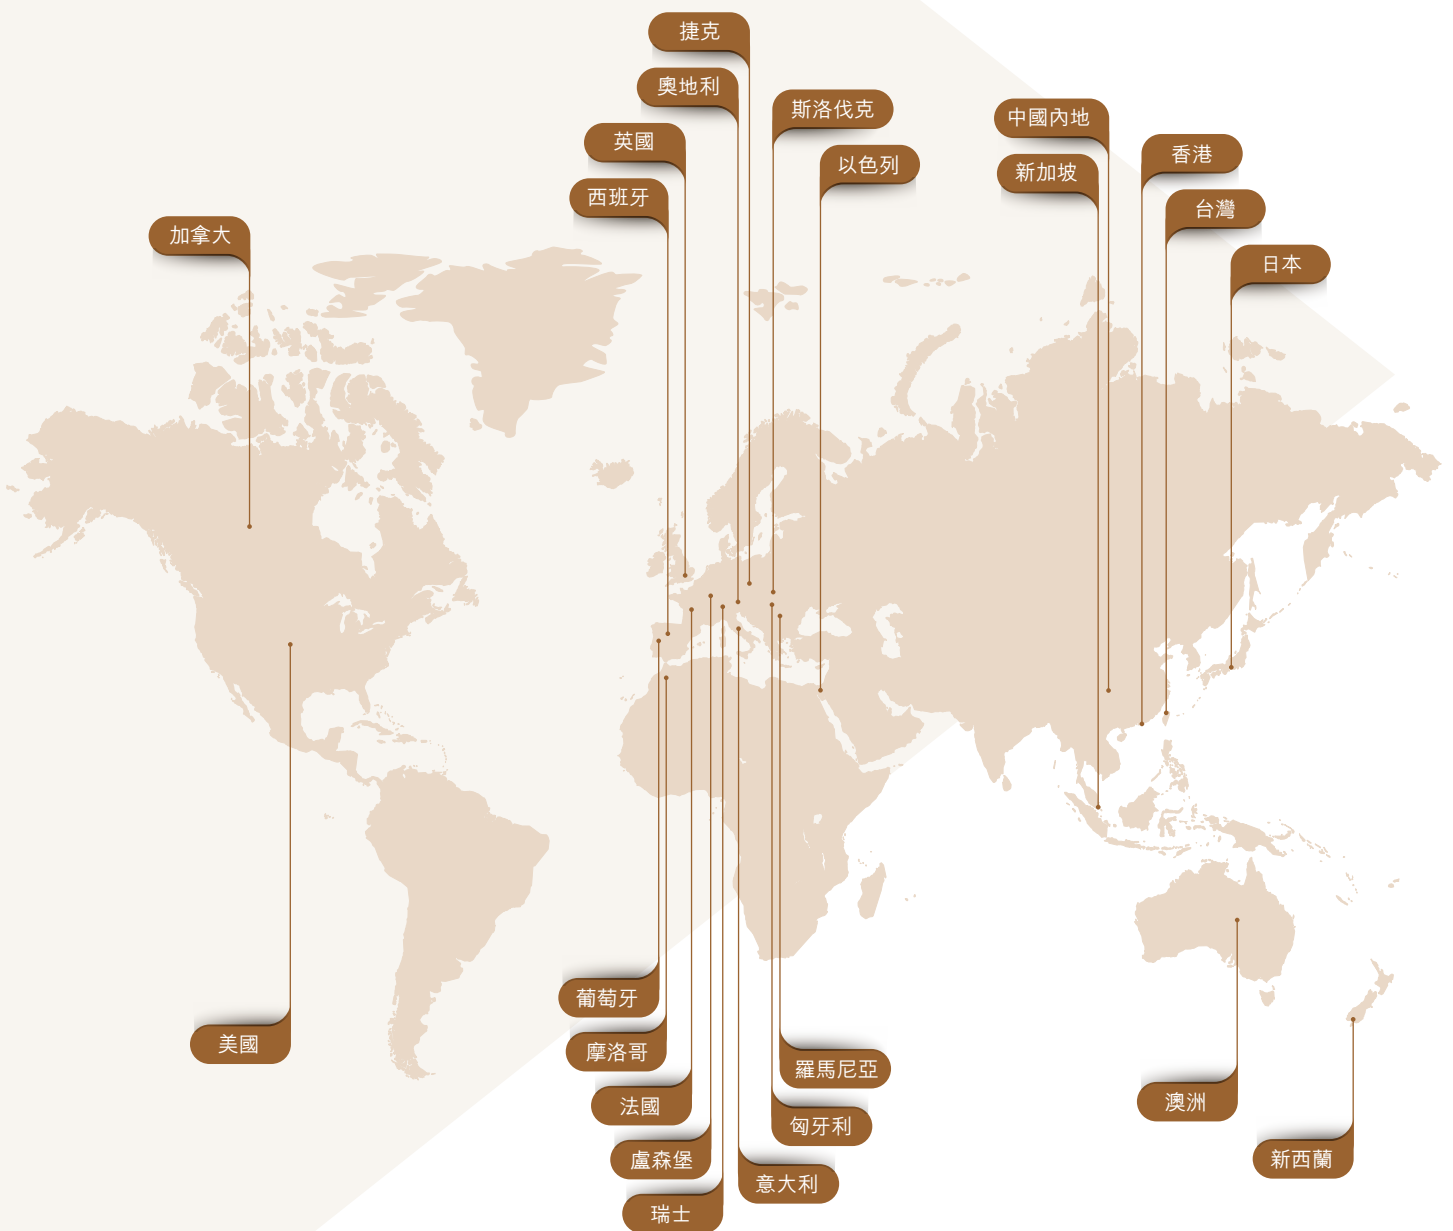 捷克
奧地利
斯洛伐克
中國內地
英國
香港
以色列
新加坡
西班牙
台灣
加拿大
日本
葡萄牙
美國
摩洛哥
羅馬尼亞
澳洲
法國
匈牙利
盧森堡
新西蘭
意大利
瑞士